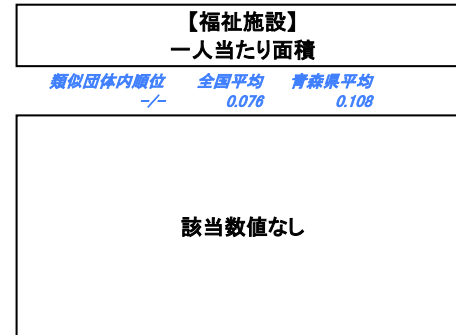 【福祉施設】
一人当たり面積
類似団体内順位 全国平均 青森県平均
-/- 0.076 0.108
該当数値なし